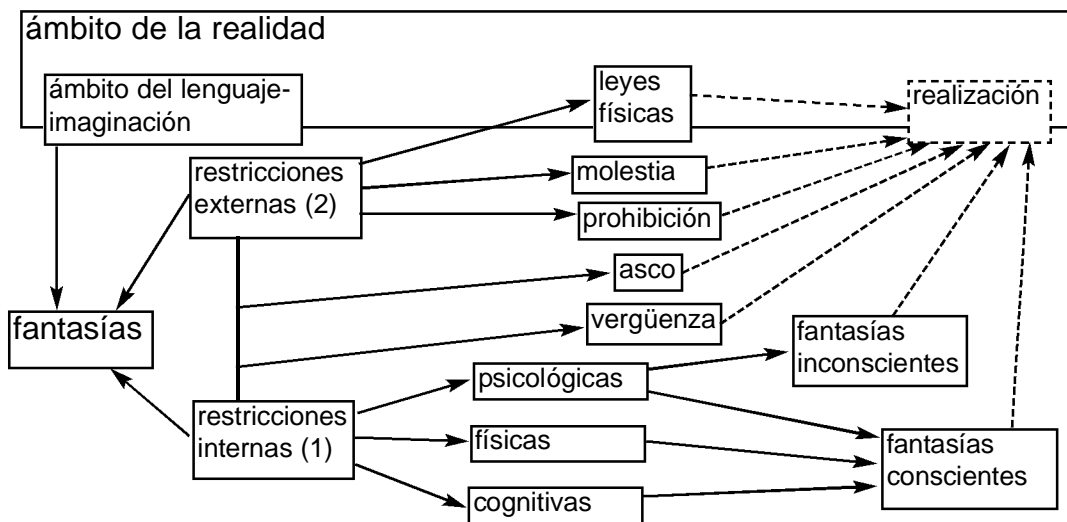 ámbito de la realidad
ámbito del lenguaje-
imaginación
leyes
físicas
realización
restricciones
externas (2)
molestia
prohibición
asco
fantasías
vergüenza
fantasías
inconscientes
psicológicas
restricciones
internas (1)
físicas
fantasías
conscientes
cognitivas